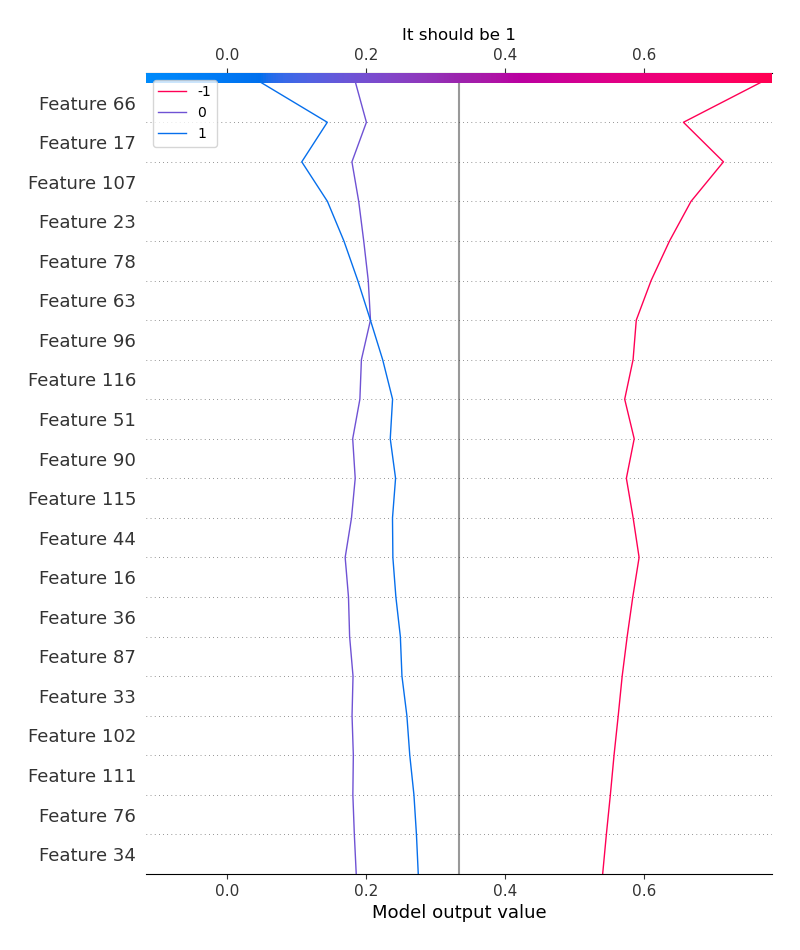 It should be 1
0.0 0.2 0.4 0.6
-1
0
1
Feature 66
Feature 17
Feature 107
Feature 23
Feature 78
Feature 63
Feature 96
Feature 116
Feature 51
Feature 90
Feature 115
Feature 44
Feature 16
Feature 36
Feature 87
Feature 33
Feature 102
Feature 111
Feature 76
Feature 34
0.0 0.2 0.4 0.6
Model output value